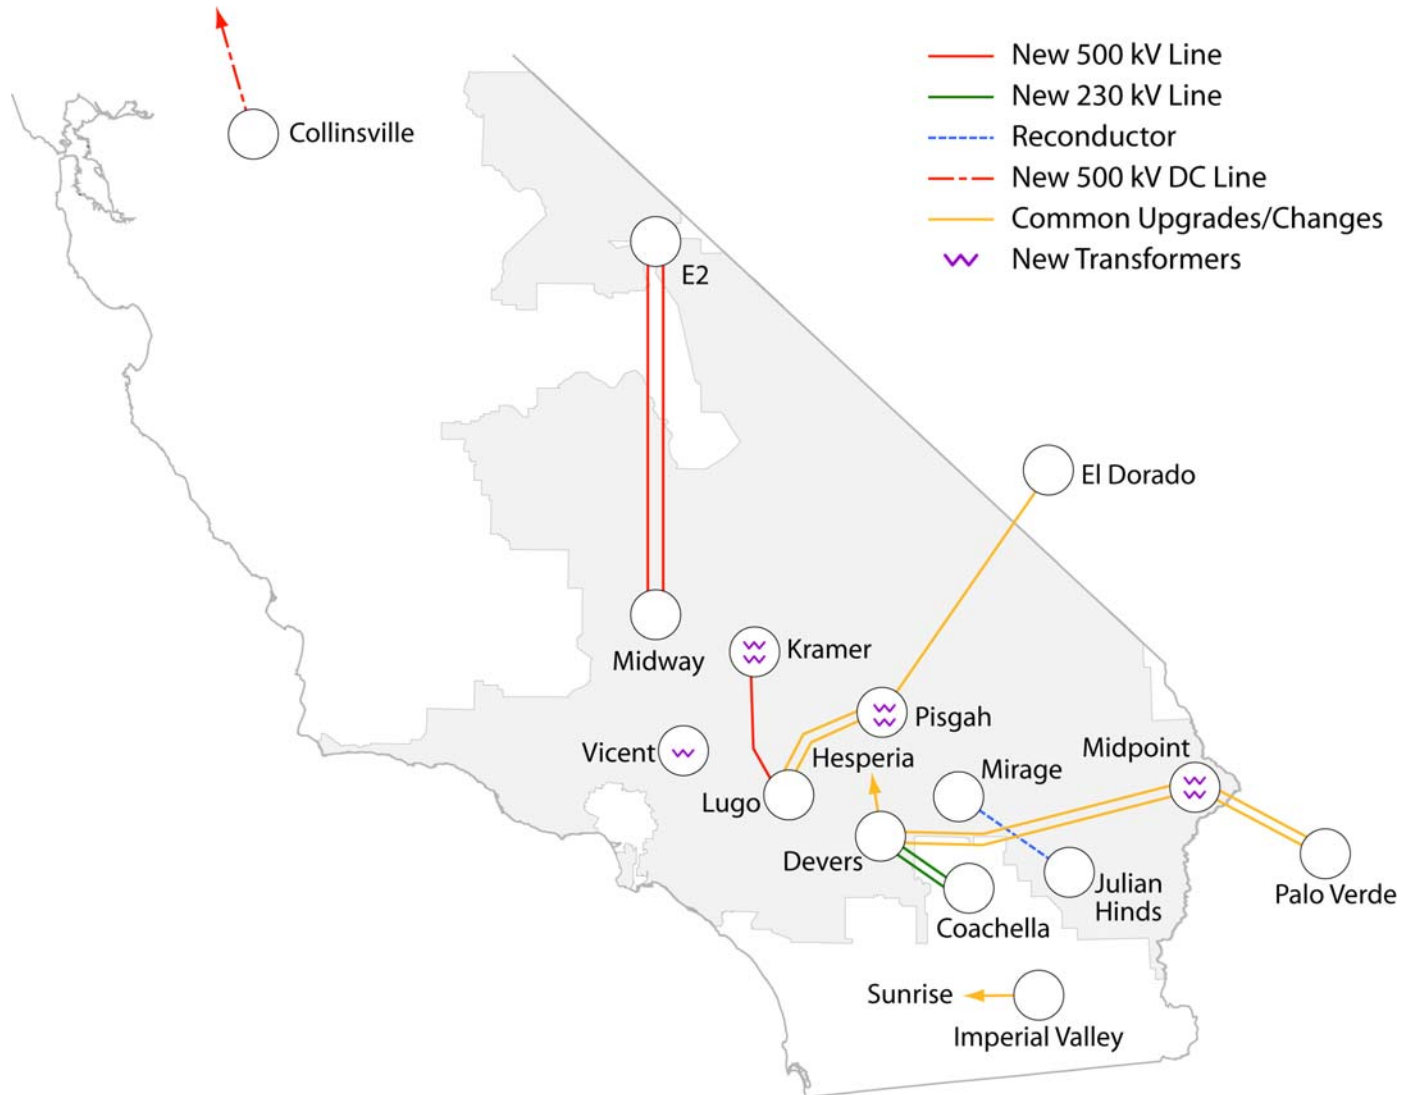 New 500 kV Line
New 230 kV Line
Reconductor
New 500 kV DC Line
Common Upgrades/Changes
New Transformers
Collinsville
E2
El Dorado
Midway
Kramer
Pisgah
Vicent
Hesperia
Mirage
Midpoint
Lugo
Devers
Julian
Hinds
Palo Verde
Coachella
Sunrise
Imperial Valley